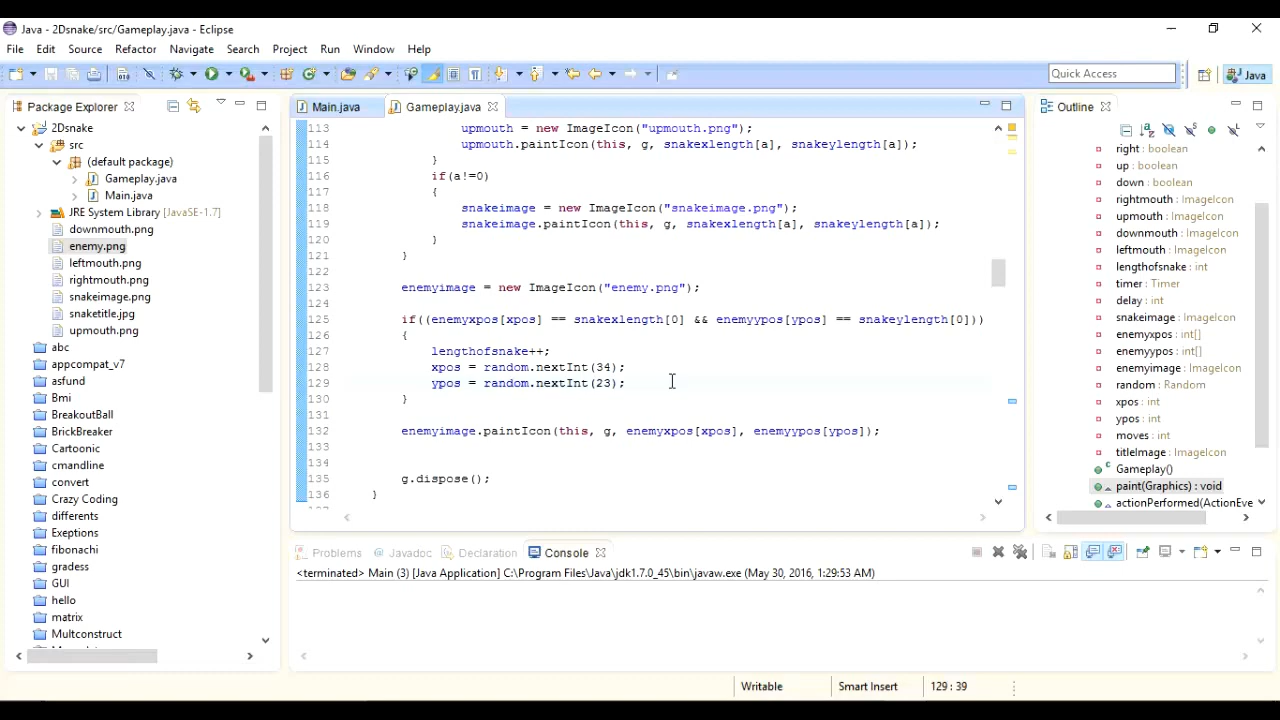 Java - 2Dsnake/src/Gameplay.java - Eclipse
File Edit Source Refactor Navigate Search Project Run Window Help
Quick Access
Java
Package Explorer
2Dsnake
src
(default package)
Gameplay.java
Main.java
JRE System Library [JavaSE-1.7]
downmouth.png
enemy.png
leftmouth.png
rightmouth.png
snakeimage.png
snaketitle.jpg
upmouth.png
abc
appcompat_v7
asfund
Bmi
BreakoutBall
BrickBreaker
Cartoonic
cmandline
convert
Crazy Coding
differents
Exeptions
fibonachi
gradess
GUI
hello
matrix
Multconstruct
Main.java Gameplay.java
113 upmouth = new ImageIcon("upmouth.png");
114 upmouth.paintIcon(this, g, snakexlength[a], snakeylength[a]);
115 }
116 if(a!=0)
117 {
118 snakeimage = new ImageIcon("snakeimage.png");
119 snakeimage.paintIcon(this, g, snakexlength[a], snakeylength[a]);
120 }
121 }
122
123 enemyimage = new ImageIcon("enemy.png");
124
125 if((enemyxpos[xpos] == snakexlength[0] && enemyypos[ypos] == snakeylength[0]))
126 {
127 lengthofsnake++;
128 xpos = random.nextInt(34);
129 ypos = random.nextInt(23);
130 }
131
132 enemyimage.paintIcon(this, g, enemyxpos[xpos], enemyypos[ypos]);
133
134
135 g.dispose();
136 }
Outline
right : boolean
up : boolean
down : boolean
rightmouth : ImageIcon
upmouth : ImageIcon
downmouth : ImageIcon
leftmouth : ImageIcon
lengthofsnake : int
timer : Timer
delay : int
snakeimage : ImageIcon
enemyxpos : int[]
enemyypos : int[]
enemyimage : ImageIcon
random : Random
xpos : int
ypos : int
moves : int
titleImage : ImageIcon
Gameplay()
paint(Graphics) : void
actionPerformed(ActionEve
Problems Javadoc Declaration Console
<terminated> Main (3) [Java Application] C:\Program Files\Java\jdk1.7.0_45\bin\javaw.exe (May 30, 2016, 1:29:53 AM)
Writable Smart Insert 129 : 39